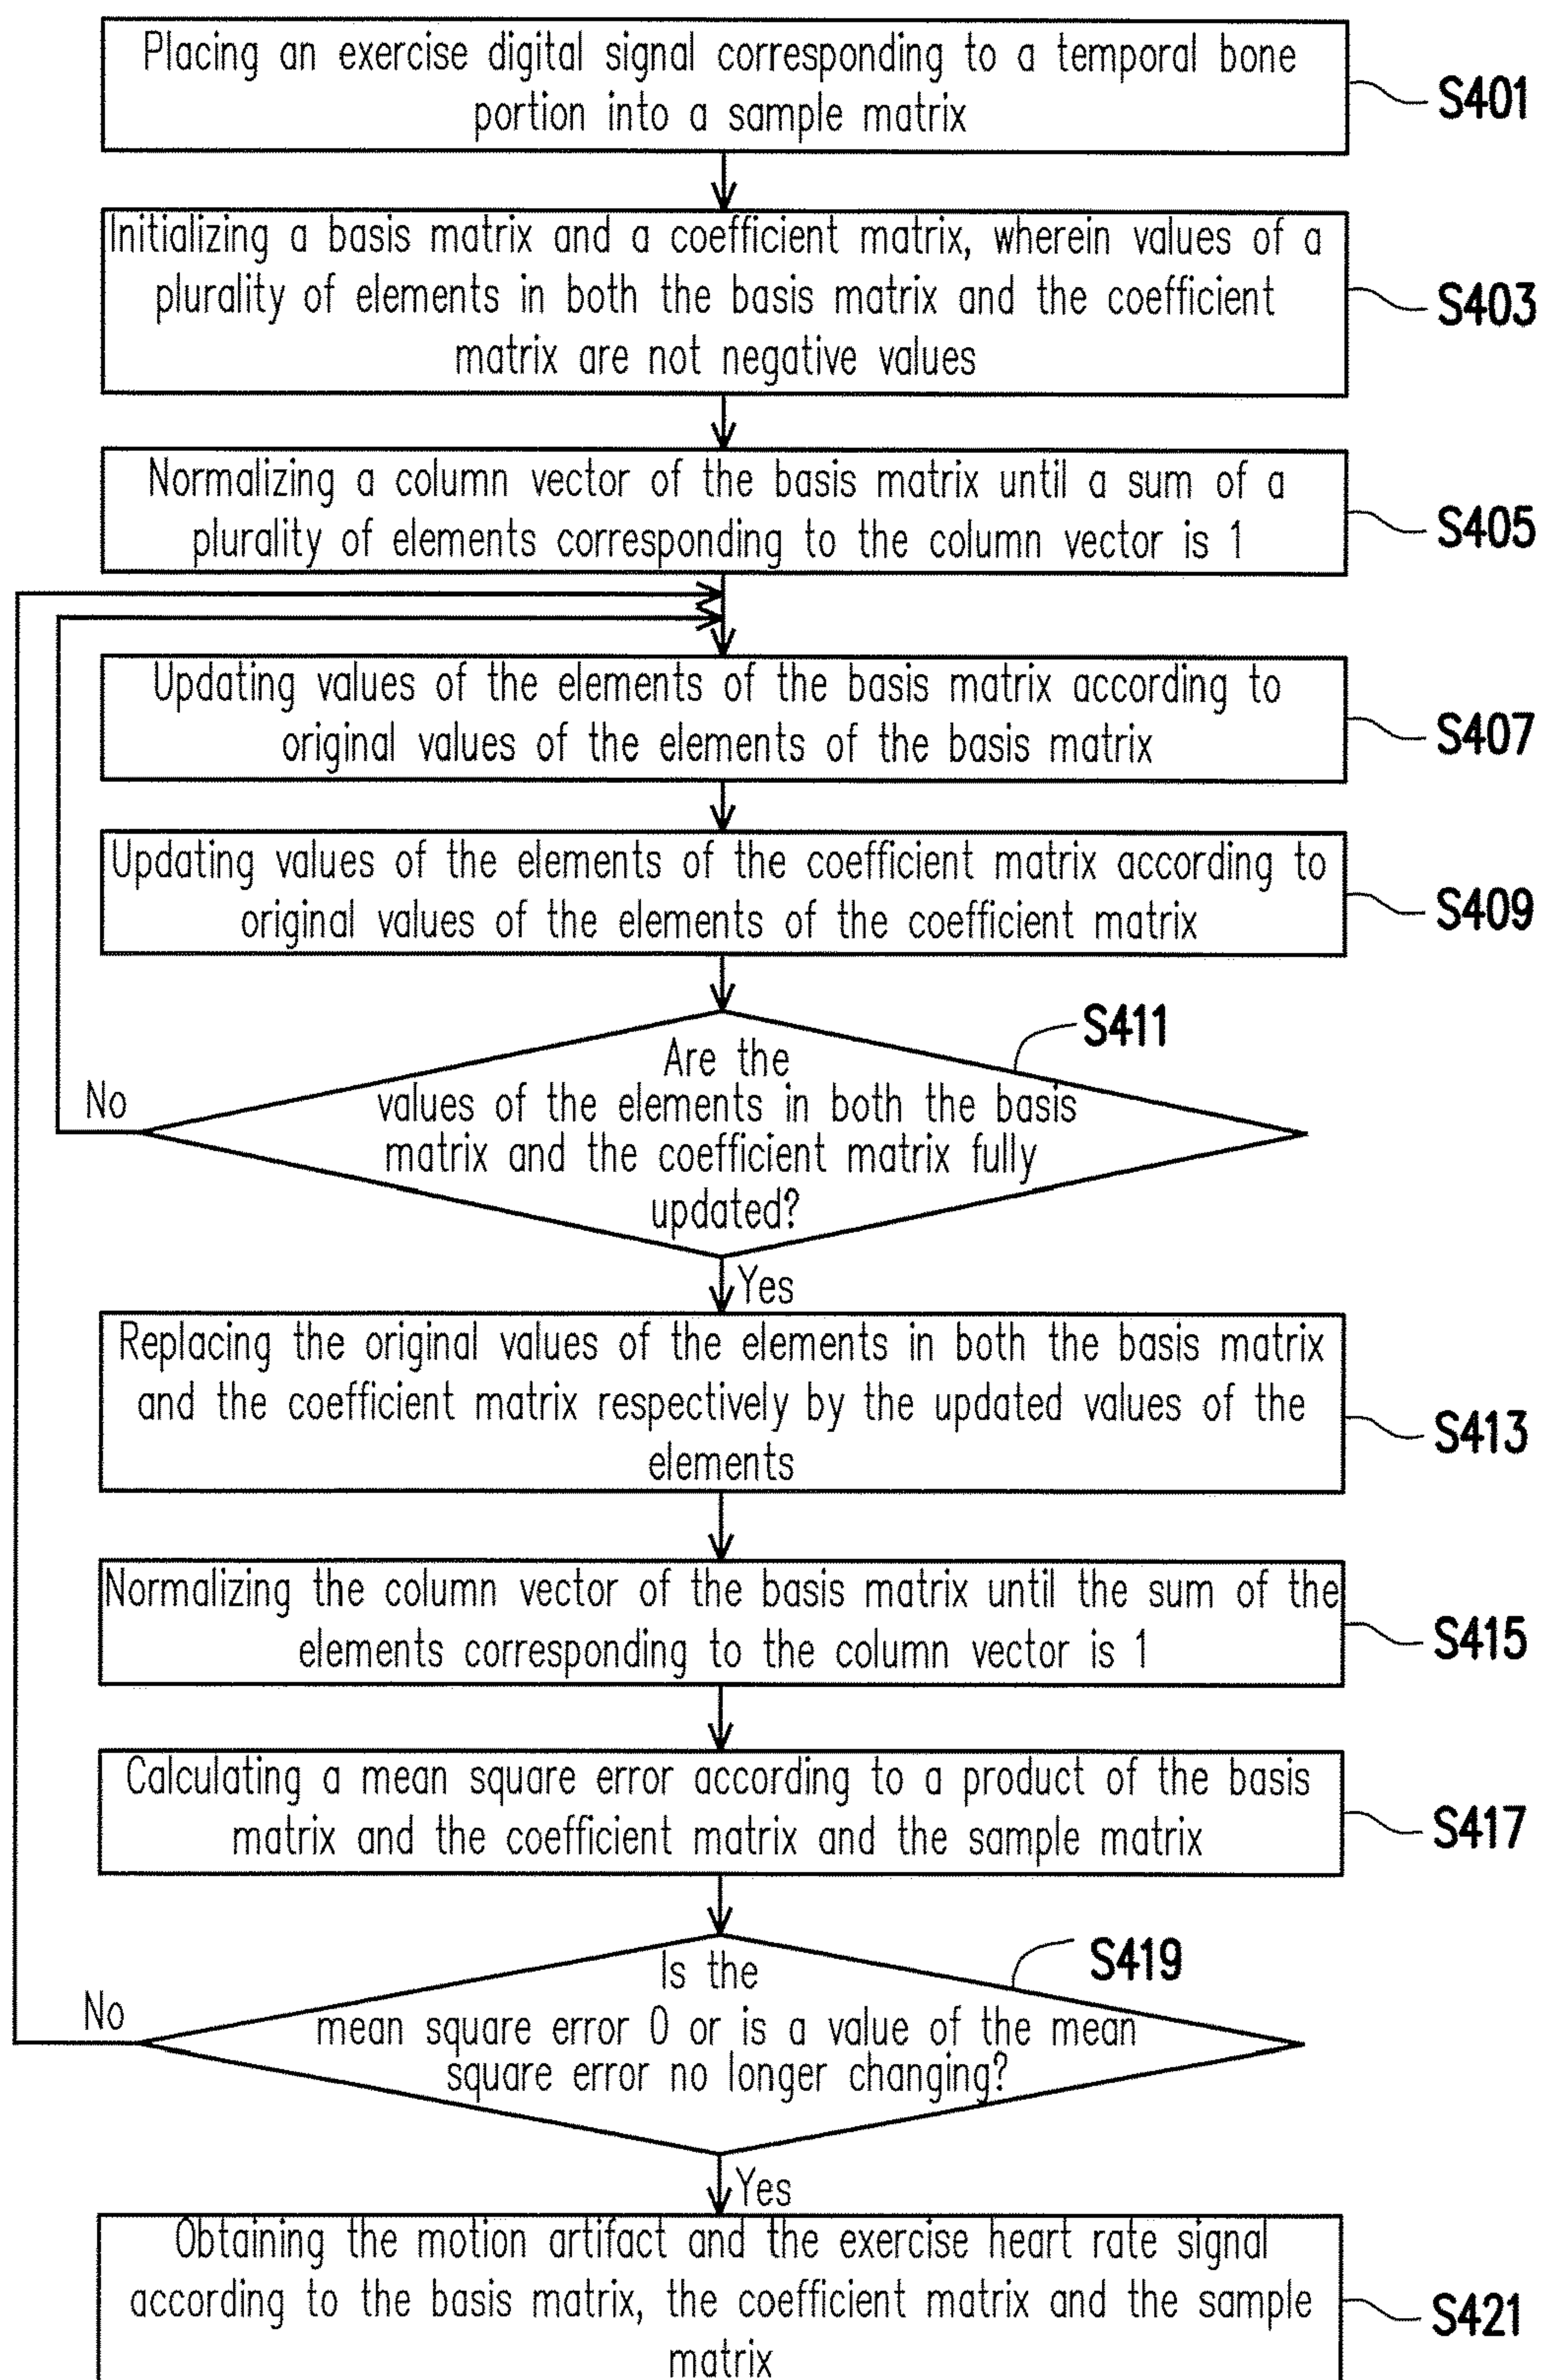 Placing an exercise digital signal corresponding to a temporal bone
portion into a sample matrix
S401
Initializing a basis matrix and a coefficient matrix, wherein values of a
plurality of elements in both the basis matrix and the coefficient
matrix are not negative values
S403
Normalizing a column vector of the basis matrix until a sum of a
plurality of elements corresponding to the column vector is 1
S405
Updating values of the elements of the basis matrix according to
original values of the elements of the basis matrix
S407
Updating values of the elements of the coefficient matrix according to
original values of the elements of the coefficient matrix
S409
S411
Are the
values of the elements in both the basis
matrix and the coefficient matrix fully
updated?
No
Yes
Replacing the original values of the elements in both the basis matrix
and the coefficient matrix respectively by the updated values of the
elements
S413
Normalizing the column vector of the basis matrix until the sum of the
elements corresponding to the column vector is 1
S415
Calculating a mean square error according to a product of the basis
matrix and the coefficient matrix and the sample matrix
S417
S419
Is the
mean square error 0 or is a value of the mean
square error no longer changing?
No
Yes
Obtaining the motion artifact and the exercise heart rate signal
according to the basis matrix, the coefficient matrix and the sample
matrix
S421